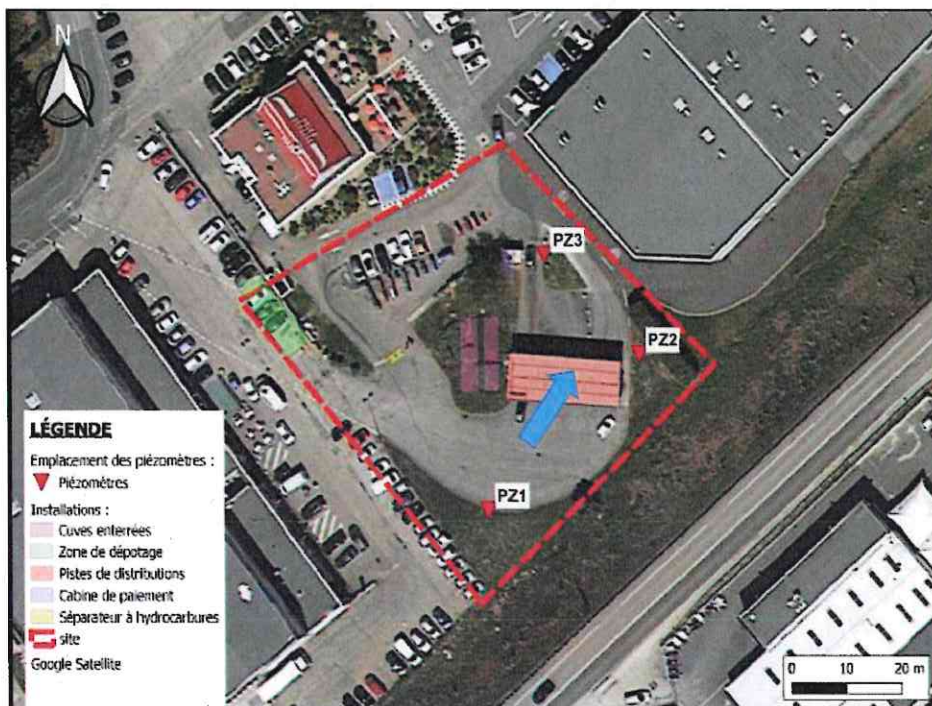 N
PZ3
PZ2
PZ1
LÉGENDE
Emplacement des piézomètres :
Piézomètres
Installations :
Cuves enterrées
Zone de dépotage
Pistes de distributions
Cabine de paiement
Séparateur à hydrocarbures
site
Google Satellite
0 10 20 m